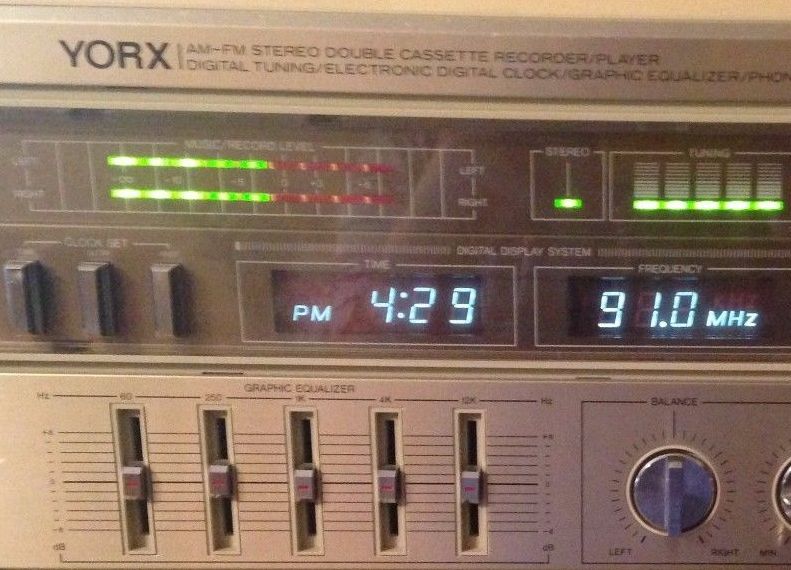 YORX
AM-FM STEREO DOUBLE CASSETTE RECORDER/PLAYER
DIGITAL TUNING/ELECTRONIC DIGITAL CLOCK/GRAPHIC EQUALIZER/PHON
MUSIC/RECORD LEVEL
STEREO
TUNING
LEFT
LEFT
RIGHT
RIGHT
CLOCK SET
DIGITAL DISPLAY SYSTEM
TIME
FREQUENCY
PM 4:29
91.0 MHz
GRAPHIC EQUALIZER
BALANCE
Hz 60 250 1K 4K 12K Hz
dB
dB
LEFT RIGHT MIN